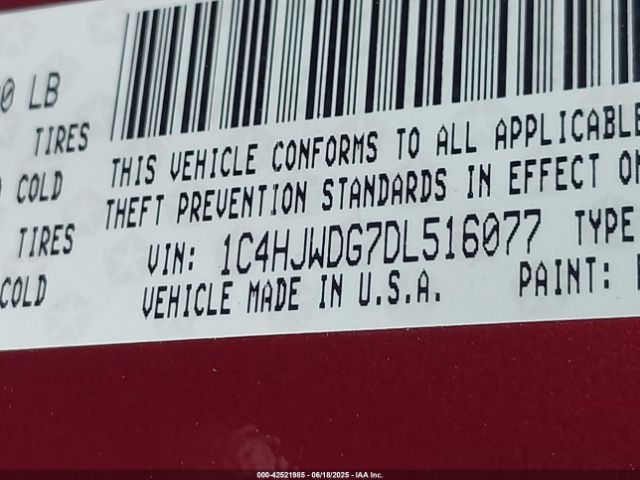 0 LB
TIRES
COLD
TIRES
COLD
THIS VEHICLE CONFORMS TO ALL APPLICABLE
THEFT PREVENTION STANDARDS IN EFFECT
VIN: 1C4HJWDG7DL516077 TYPE
VEHICLE MADE IN U.S.A. PAINT:
000-42521985 - 06/18/2025 - IAA Inc.